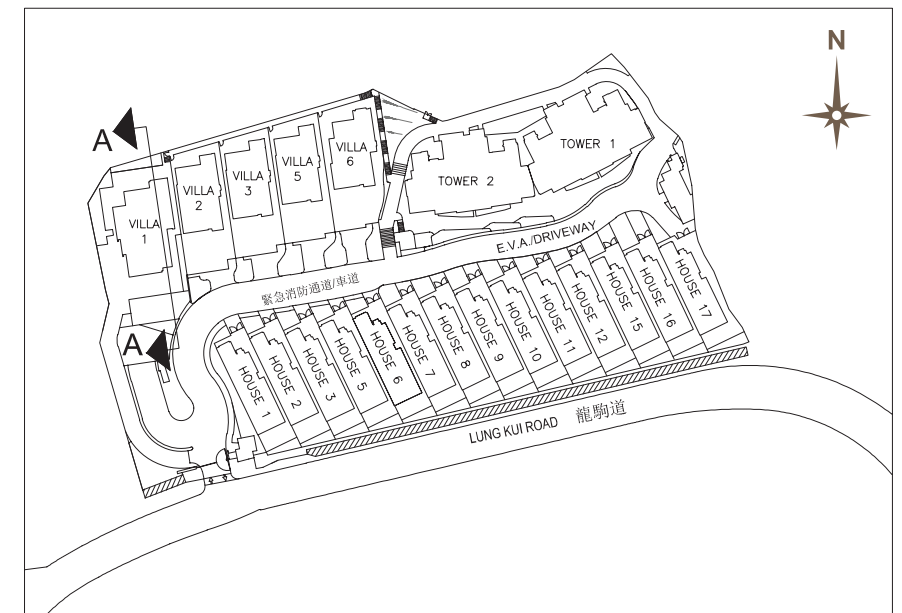 N
A
VILLA
1
VILLA
2
VILLA
3
VILLA
5
VILLA
6
TOWER 2
TOWER 1
E.V.A./DRIVEWAY
緊急消防通道/車道
A
HOUSE 1
HOUSE 2
HOUSE 3
HOUSE 5
HOUSE 6
HOUSE 7
HOUSE 8
HOUSE 9
HOUSE 10
HOUSE 11
HOUSE 12
HOUSE 15
HOUSE 16
HOUSE 17
LUNG KUI ROAD 龍駒道